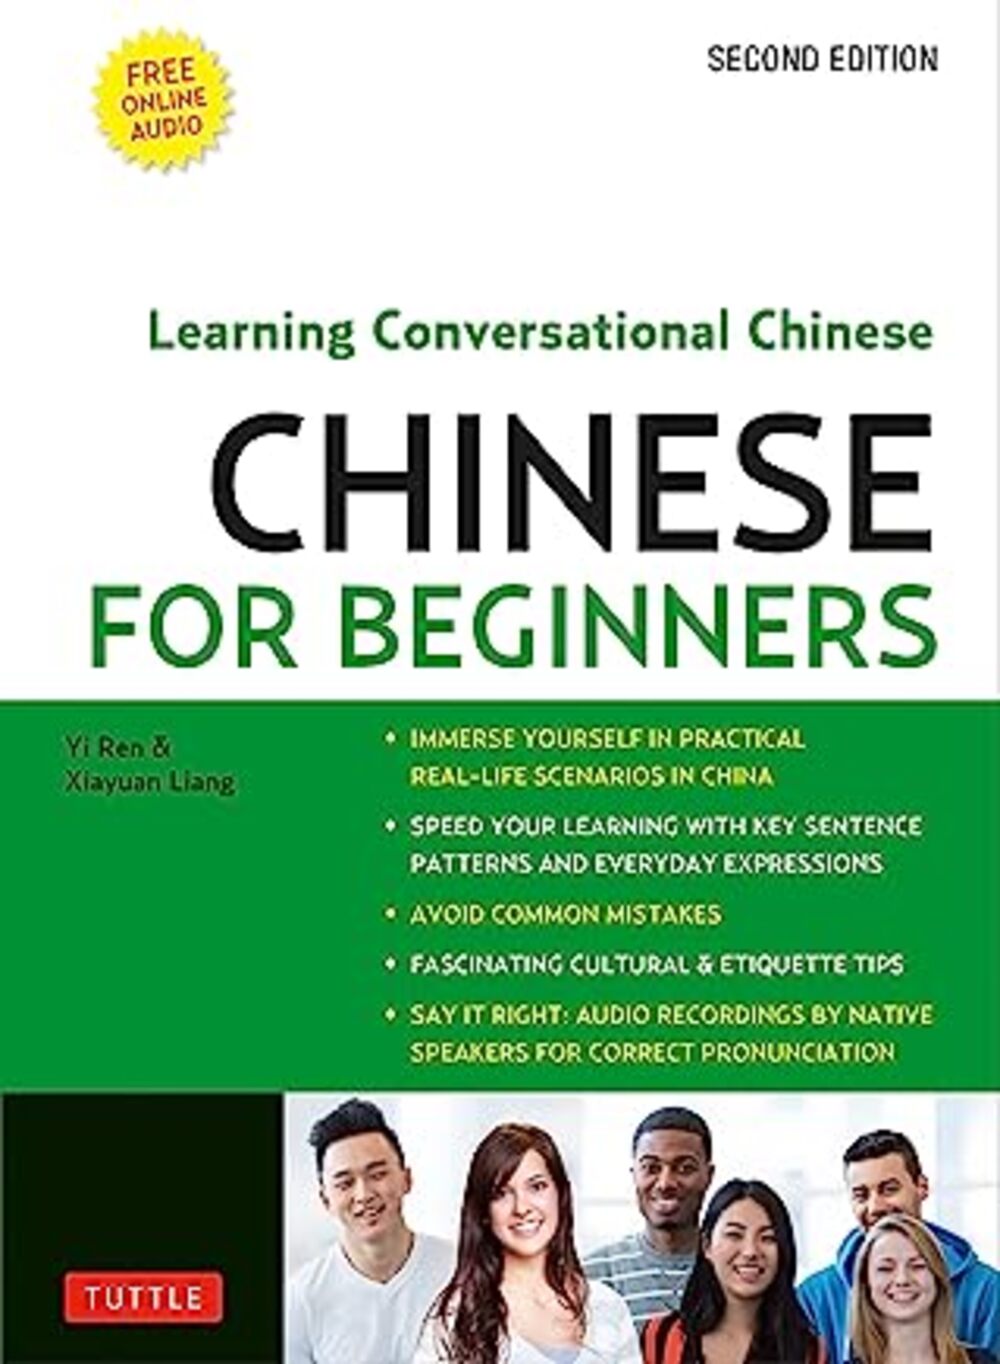 FREE
ONLINE
AUDIO
SECOND EDITION
Learning Conversational Chinese
CHINESE
FOR BEGINNERS
Yi Ren &
Xiayuan Liang
• IMMERSE YOURSELF IN PRACTICAL
REAL-LIFE SCENARIOS IN CHINA
• SPEED YOUR LEARNING WITH KEY SENTENCE
PATTERNS AND EVERYDAY EXPRESSIONS
• AVOID COMMON MISTAKES
• FASCINATING CULTURAL & ETIQUETTE TIPS
• SAY IT RIGHT: AUDIO RECORDINGS BY NATIVE
SPEAKERS FOR CORRECT PRONUNCIATION
TUTTLE